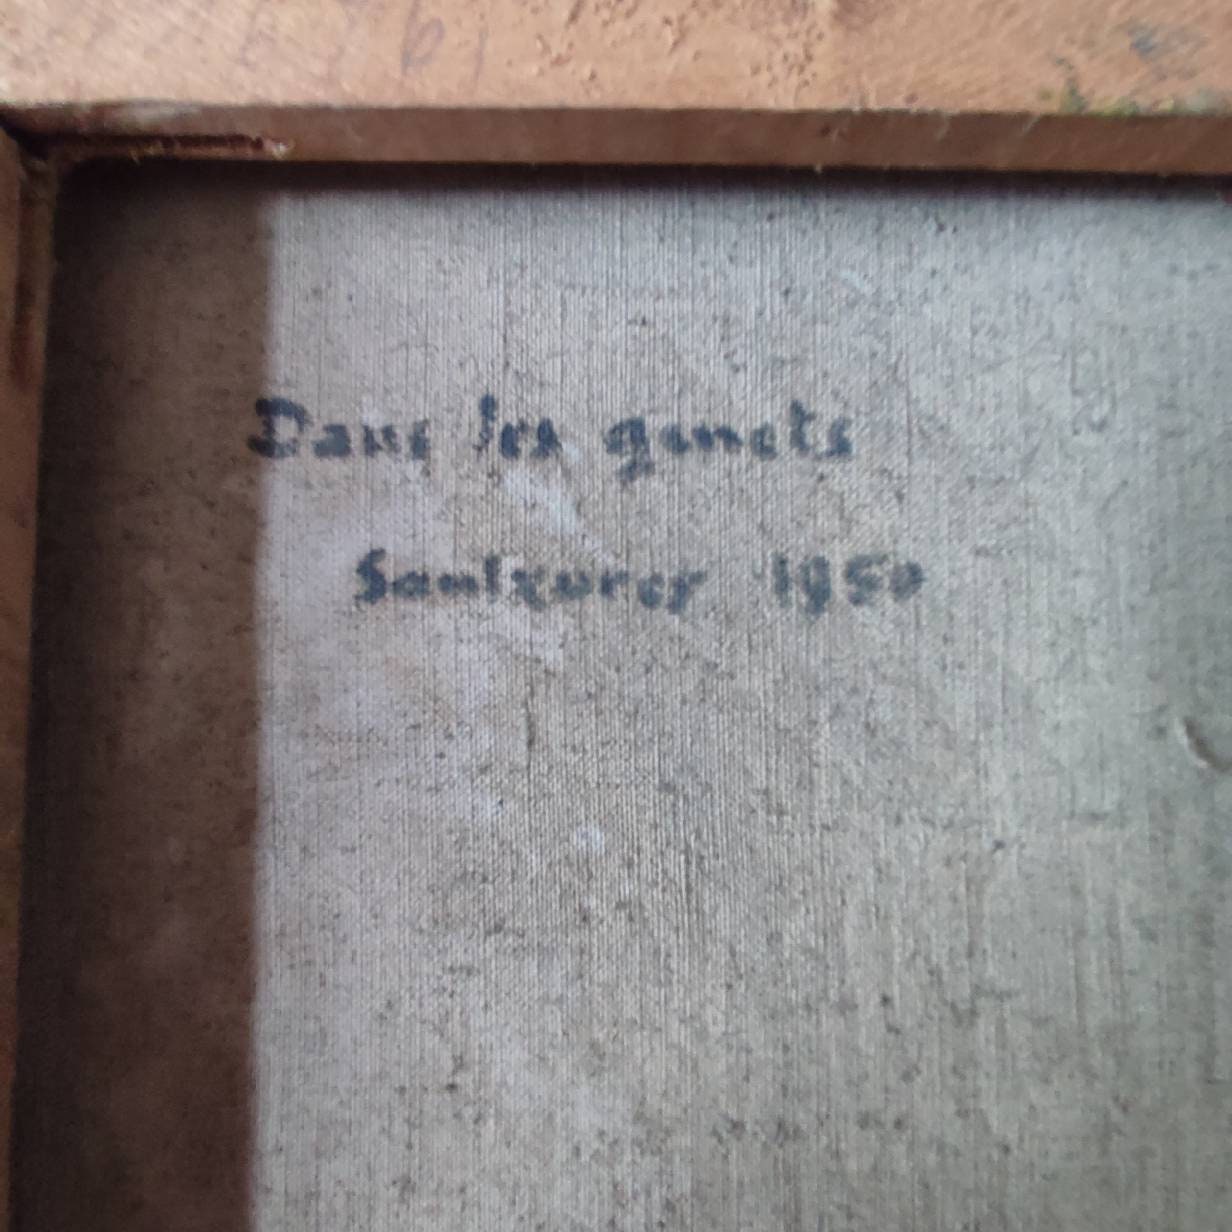 Dans les genets
Saulxures 1950